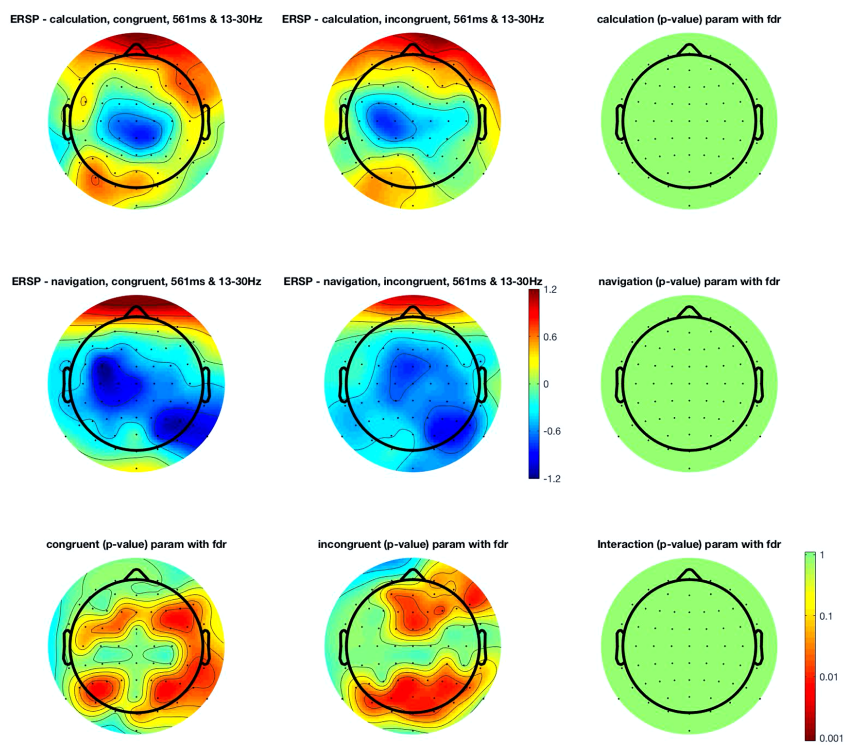 ERSP - calculation, congruent, 561ms & 13-30Hz
ERSP - calculation, incongruent, 561ms & 13-30Hz
calculation (p-value) param with fdr
ERSP - navigation, congruent, 561ms & 13-30Hz
ERSP - navigation, incongruent, 561ms & 13-30Hz
navigation (p-value) param with fdr
1.2
0.6
0
-0.6
-1.2
congruent (p-value) param with fdr
incongruent (p-value) param with fdr
Interaction (p-value) param with fdr
1
0.1
0.01
0.001